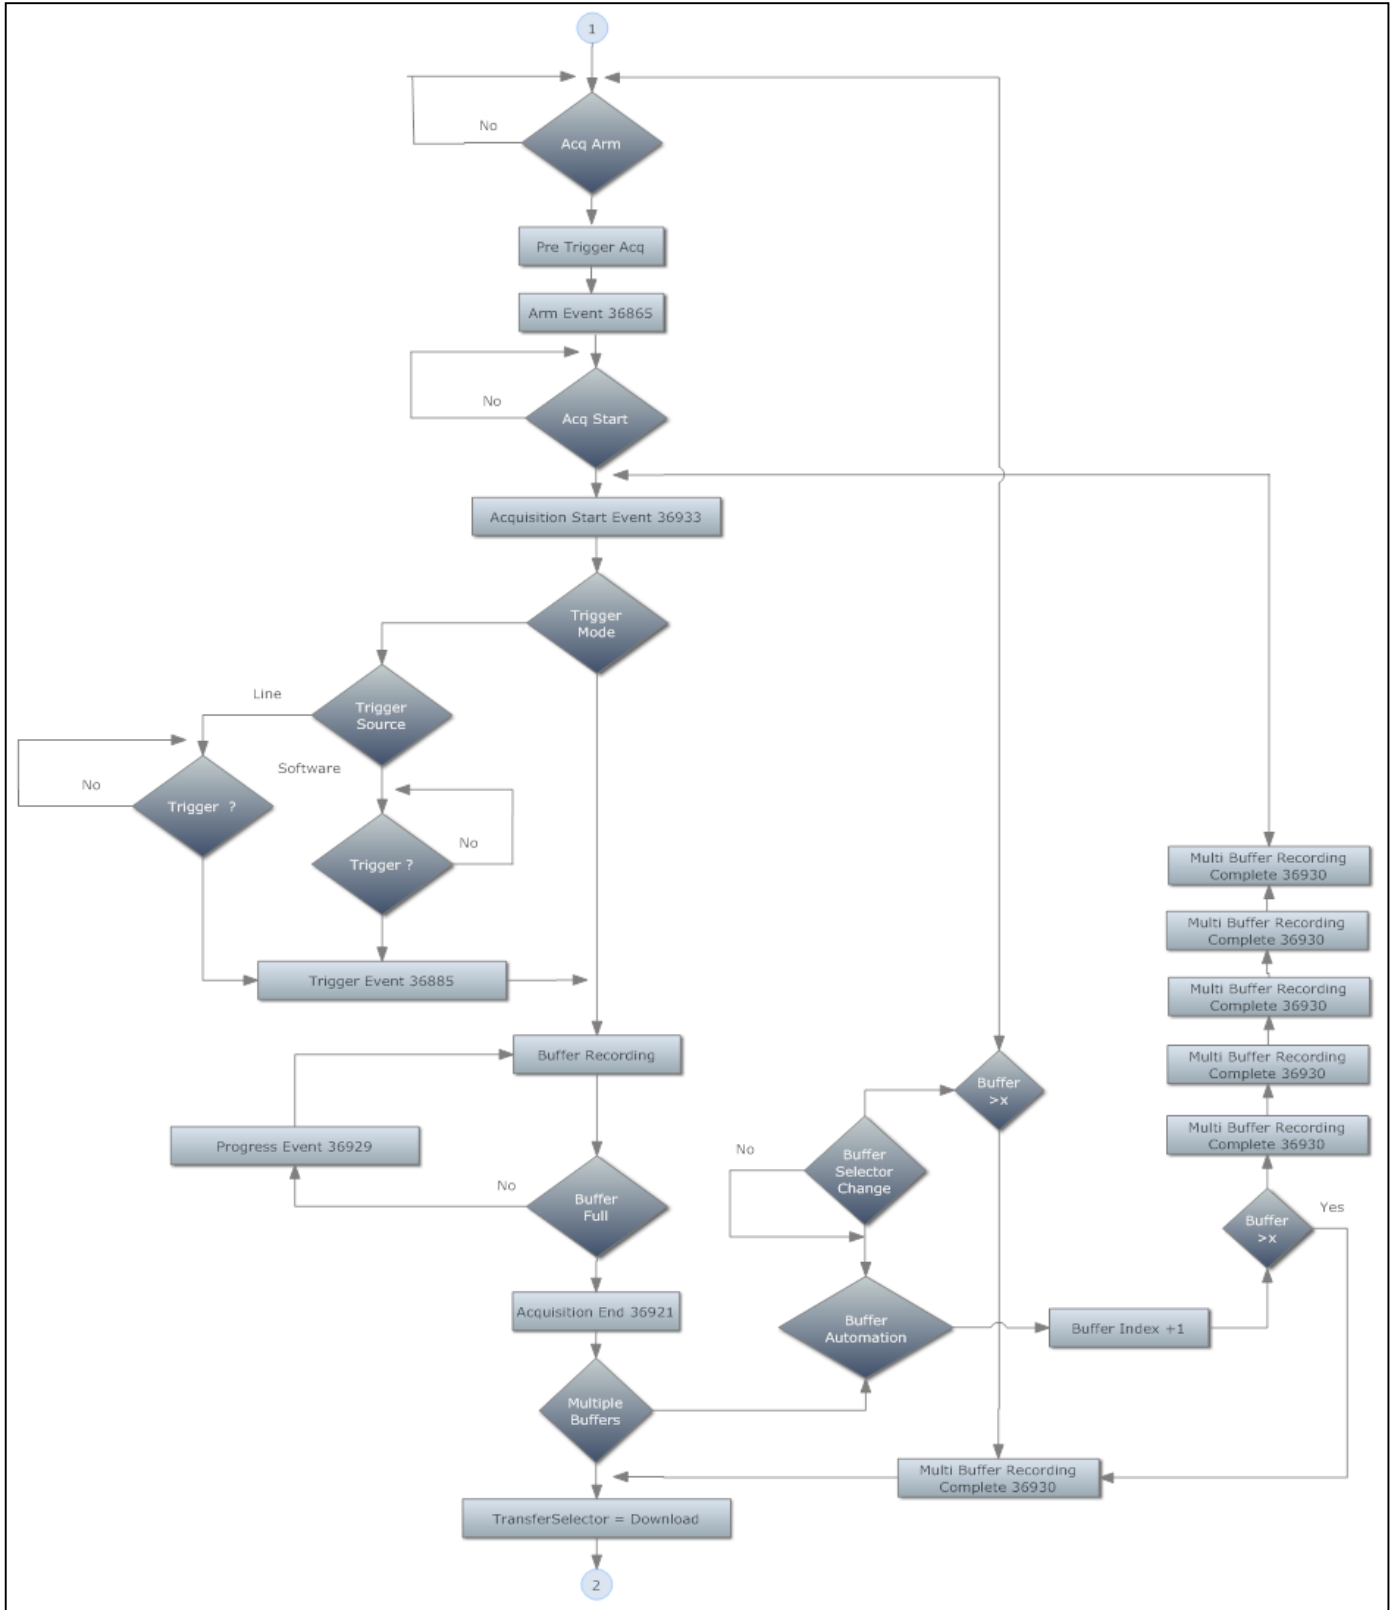 1
No
Acq Arm
Pre Trigger Acq
Arm Event 36865
No
Acq Start
Acquisition Start Event 36933
Trigger
Mode
Line
Trigger
Source
Software
No
Trigger ?
No
Trigger ?
Trigger Event 36885
Buffer Recording
Progress Event 36929
No
Buffer
Full
Acquisition End 36921
Multiple
Buffers
TransferSelector = Download
2
Buffer
>x
No
Buffer
Selector
Change
Buffer
Automation
Buffer Index +1
Multi Buffer Recording
Complete 36930
Multi Buffer Recording
Complete 36930
Multi Buffer Recording
Complete 36930
Multi Buffer Recording
Complete 36930
Multi Buffer Recording
Complete 36930
Buffer
>x
Yes
Multi Buffer Recording
Complete 36930